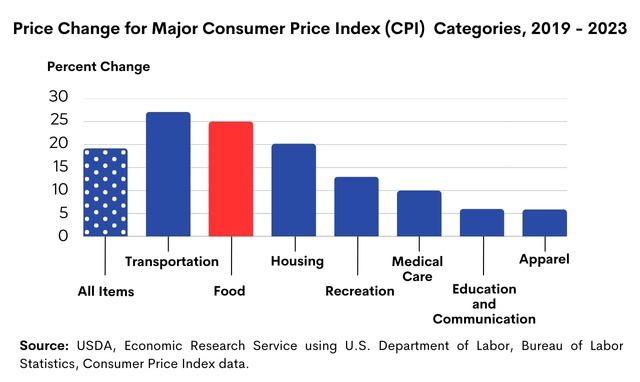 Price Change for Major Consumer Price Index (CPI) Categories, 2019 - 2023
Percent Change
30
25
20
15
10
5
0
Transportation
Housing
Medical
Care
Apparel
All Items
Food
Recreation
Education
and
Communication
Source: USDA, Economic Research Service using U.S. Department of Labor, Bureau of Labor
Statistics, Consumer Price Index data.